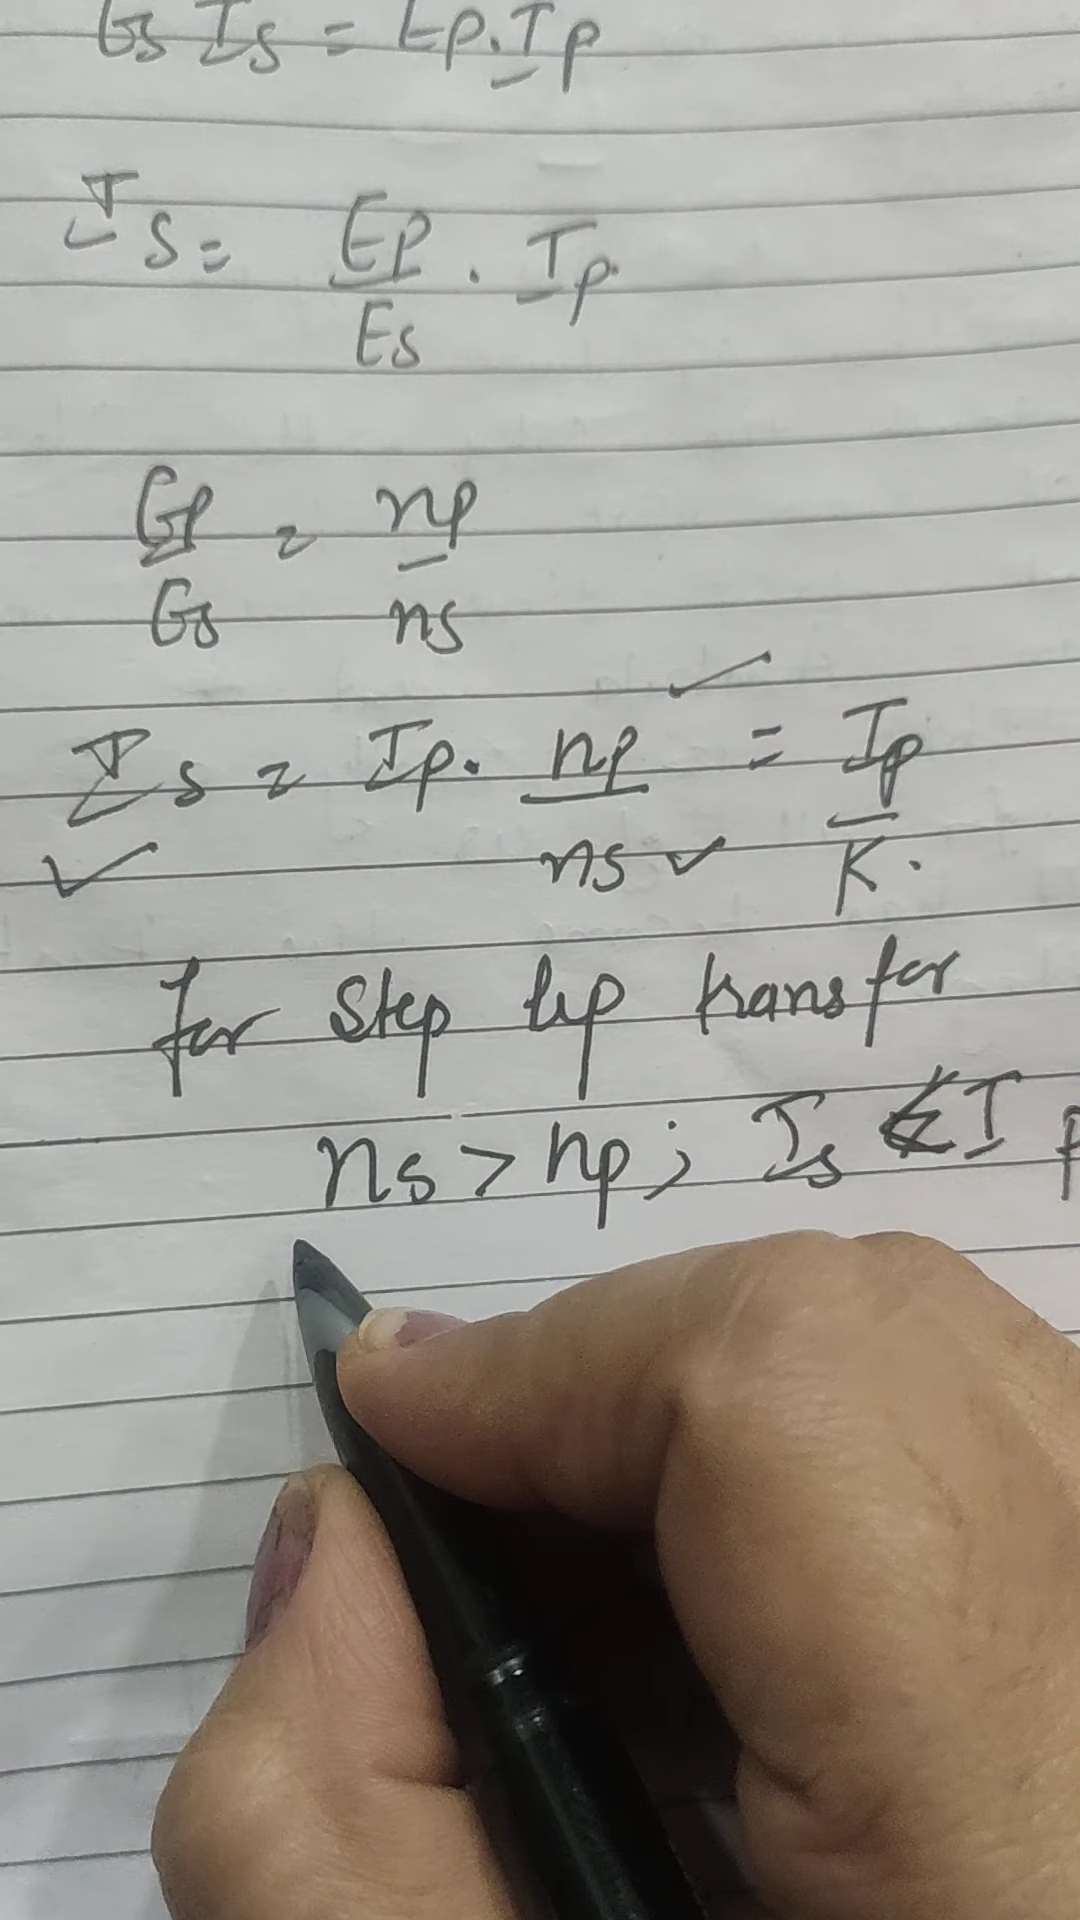 Es Is = Ep.Ip
Is = Ep/Es . Ip
Ep/Es = np/ns
Is = Ip. np/ns = Ip/K.
for Step up transfor
ns > np; Is < I p